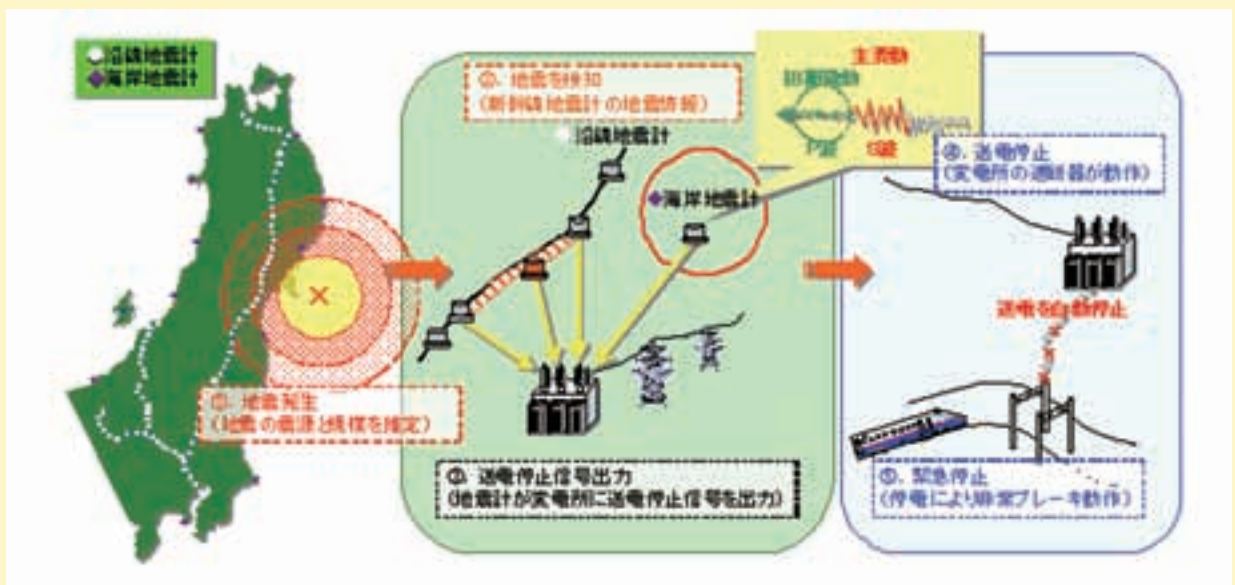 沿線地震計
海岸地震計
①. 地震発生
(地震の震源と規模を推定)
②. 地震を検知
(新幹線地震計の地震情報)
沿線地震計
海岸地震計
主要動
初期微動
P波
S波
③. 送電停止信号出力
(地震計が変電所に送電停止信号を出力)
④. 送電停止
(変電所の遮断器が動作)
送電を自動停止
⑤. 緊急停止
(停電により非常ブレーキ動作)